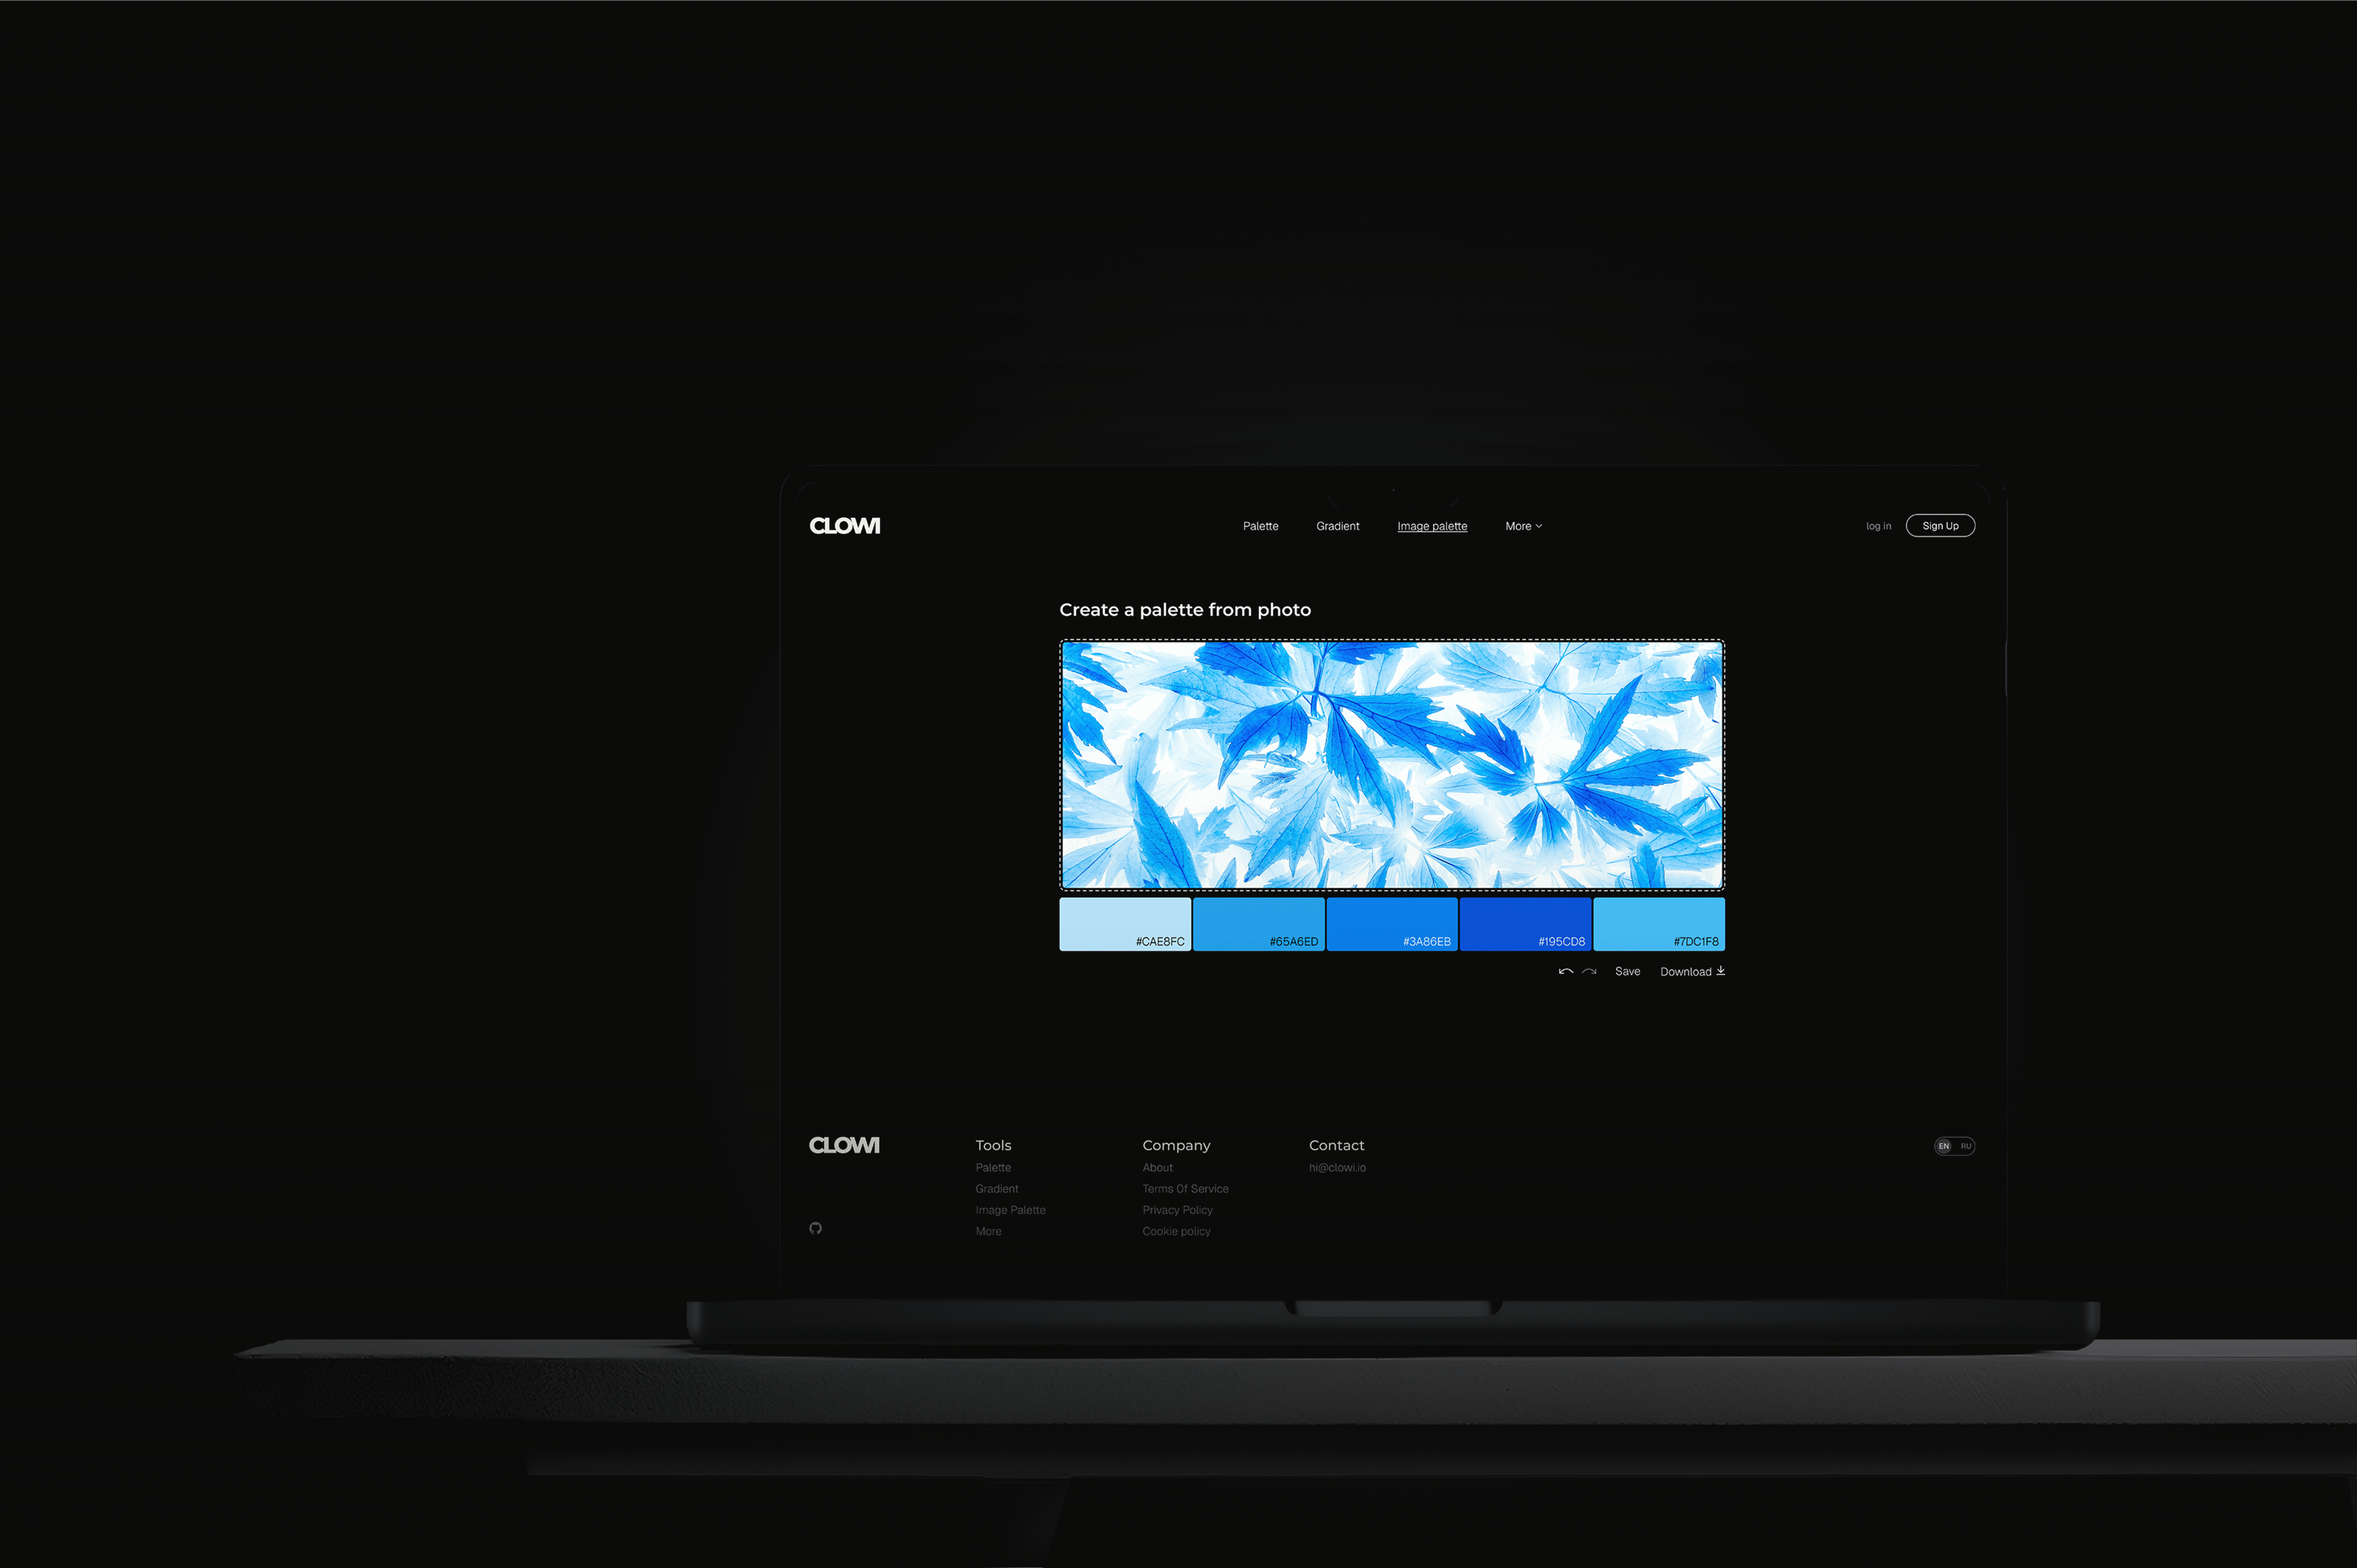 CLOWI
Palette Gradient Image palette More
log in Sign Up
Create a palette from photo
#CAE8FC #65A6ED #3A86EB #195CD8 #7DC1F8
Save Download
CLOWI
Tools
Palette
Gradient
Image Palette
More
Company
About
Terms Of Service
Privacy Policy
Cookie policy
Contact
hi@clowi.io
EN RU